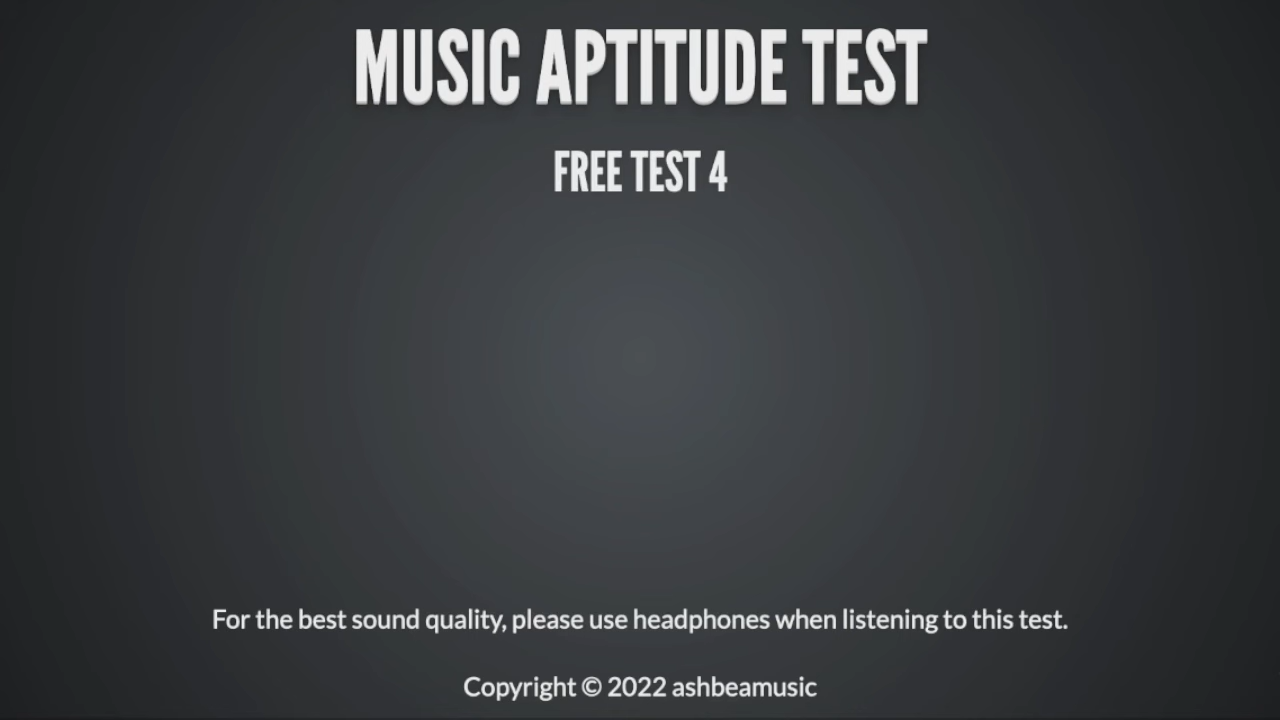 MUSIC APTITUDE TEST
FREE TEST 4
For the best sound quality, please use headphones when listening to this test.
Copyright © 2022 ashbeamusic